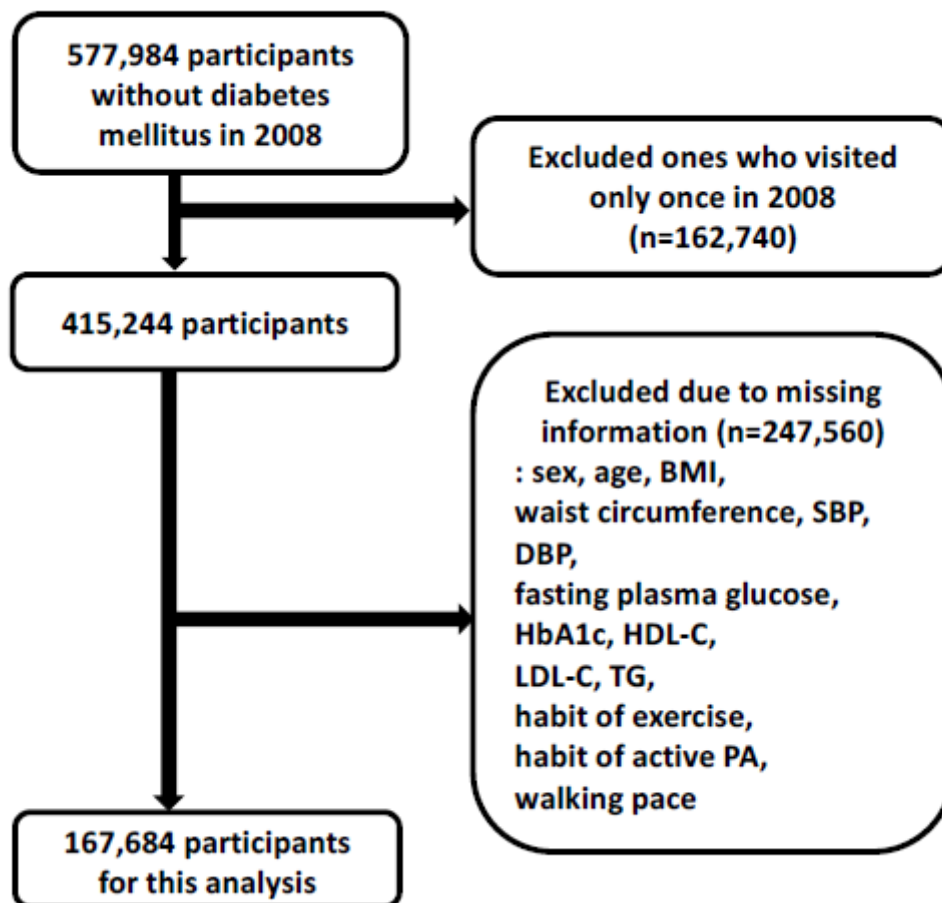 577,984 participants
without diabetes
mellitus in 2008
Excluded ones who visited
only once in 2008
(n=162,740)
415,244 participants
Excluded due to missing
information (n=247,560)
: sex, age, BMI,
waist circumference, SBP,
DBP,
fasting plasma glucose,
HbA1c, HDL-C,
LDL-C, TG,
habit of exercise,
habit of active PA,
walking pace
167,684 participants
for this analysis